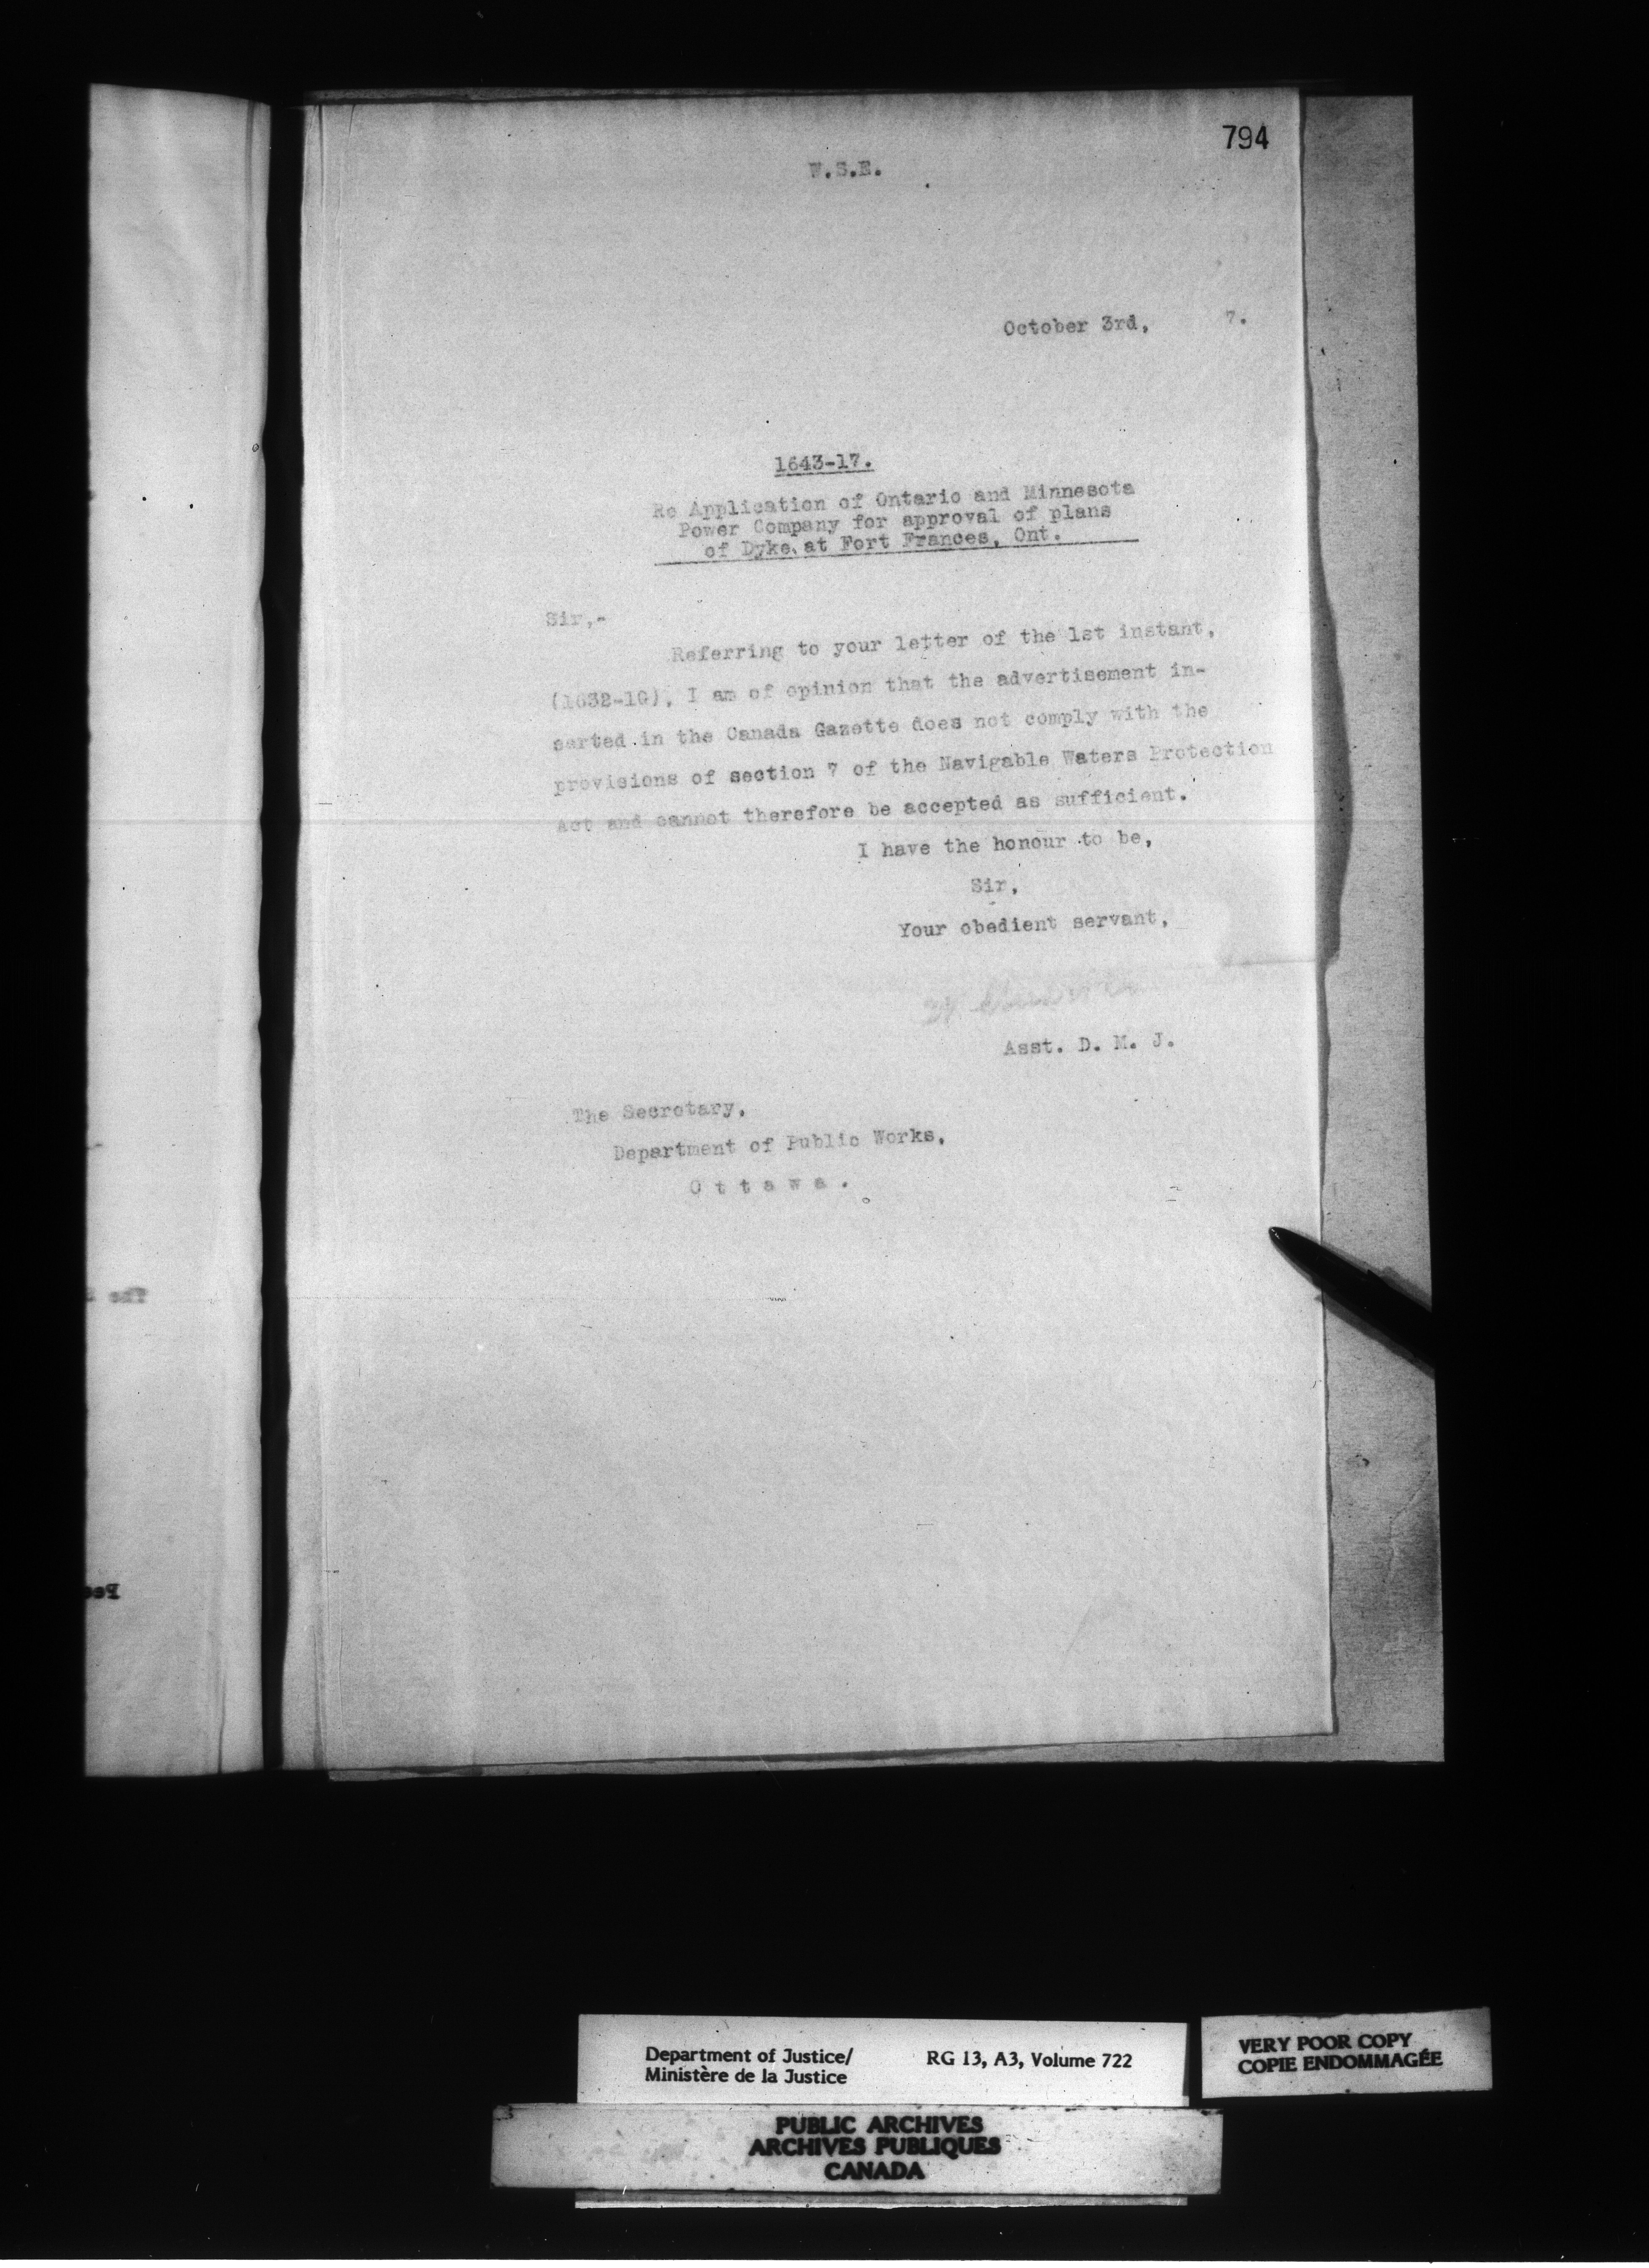 794
W.S.E.
October 3rd, 7.
1643-17.
Re Application of Ontario and Minnesota
Power Company for approval of plans
of Dyke, at Fort Frances, Ont.
Sir,-
Referring to your letter of the 1st instant,
I am of opinion that the advertisement in-
serted in the Canada Gazette does not comply with the
provisions of section 7 of the Navigable Waters Protection
Act and cannot therefore be accepted as sufficient.
I have the honour to be,
Sir,
Your obedient servant,
Asst. D. M. J.
The Secretary,
Department of Public Works,
Ottawa.
Department of Justice/
Ministère de la Justice
RG 13, A3, Volume 722
VERY POOR COPY
COPIE ENDOMMAGÉE
PUBLIC ARCHIVES
ARCHIVES PUBLIQUES
CANADA